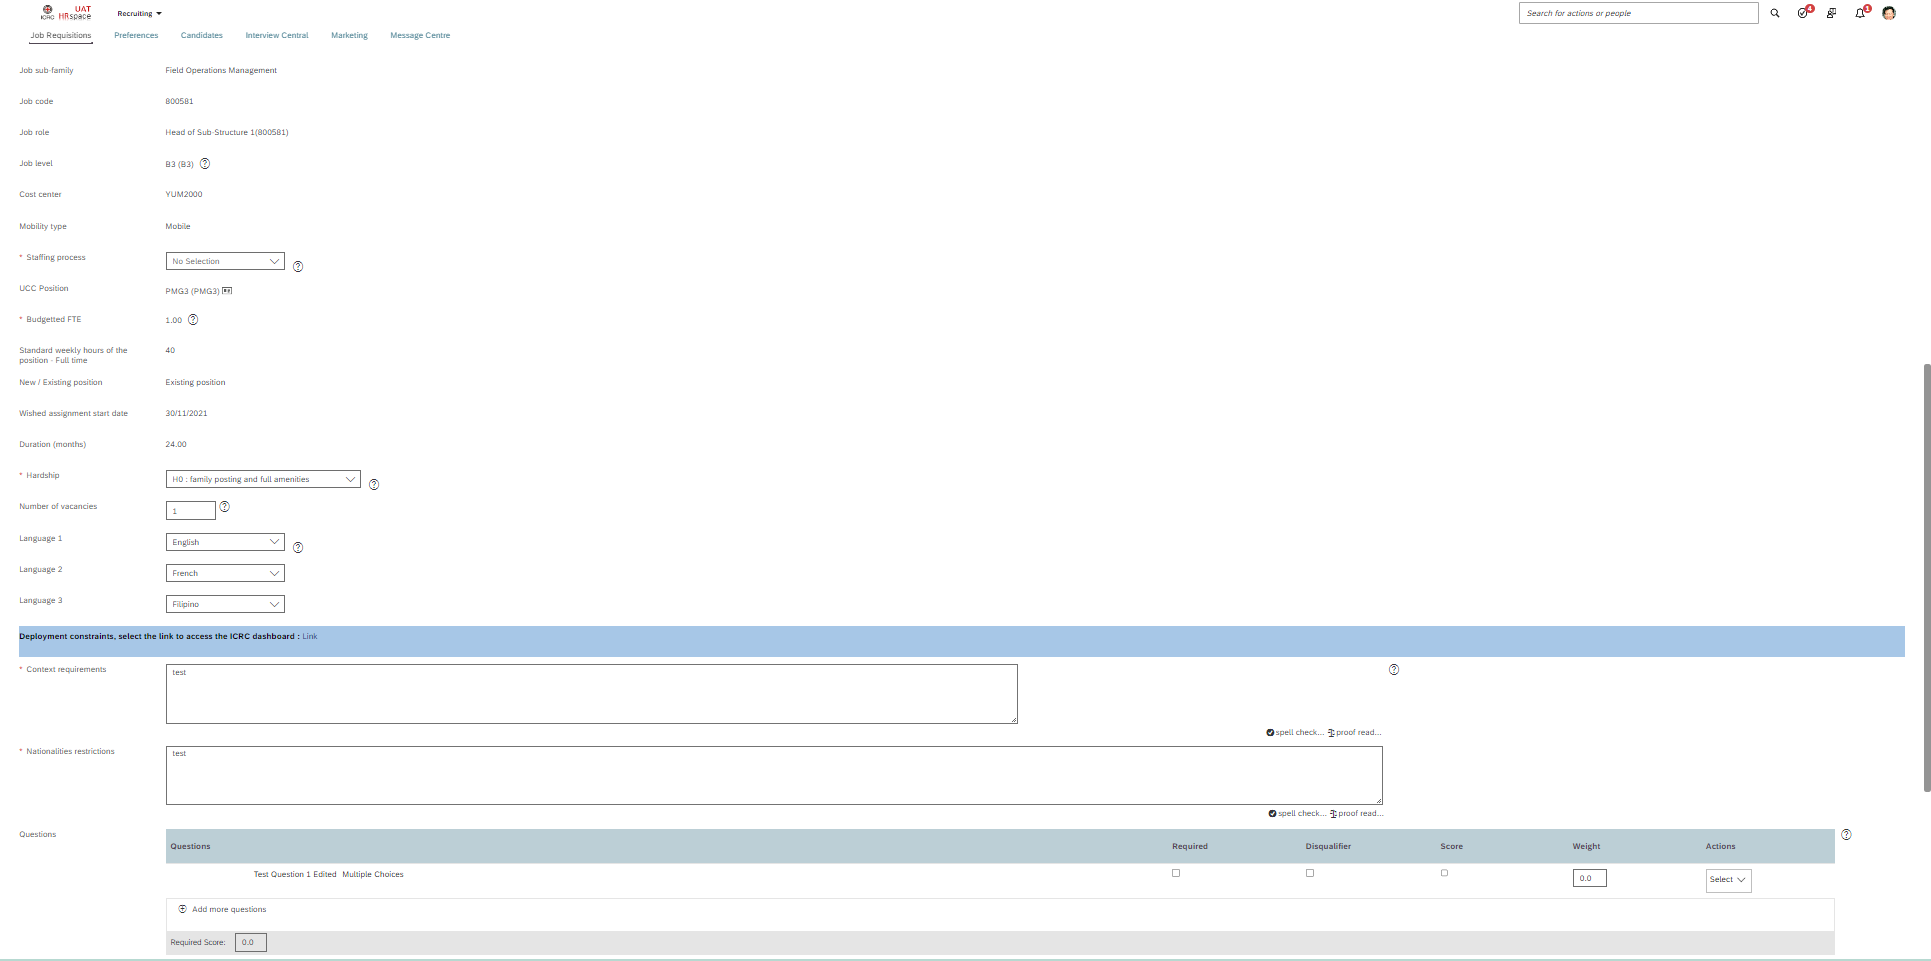 ICRC UAT HRspace Recruiting Search for actions or people 4 1
Job Requisitions Preferences Candidates Interview Central Marketing Message Centre
Job sub-family Field Operations Management
Job code 800581
Job role Head of Sub-Structure 1(800581)
Job level B3 (B3) ?
Cost center YUM2000
Mobility type Mobile
* Staffing process No Selection ?
UCC Position PMG3 (PMG3)
* Budgetted FTE 1.00 ?
Standard weekly hours of the position - Full time 40
New / Existing position Existing position
Wished assignment start date 30/11/2021
Duration (months) 24.00
* Hardship H0 : family posting and full amenities ?
Number of vacancies 1 ?
Language 1 English ?
Language 2 French
Language 3 Filipino
Deployment constraints, select the link to access the ICRC dashboard : Link
* Context requirements test ?
spell check... proof read...
* Nationalities restrictions test
spell check... proof read...
Questions ?
Questions Required Disqualifier Score Weight Actions
Test Question 1 Edited Multiple Choices 0.0 Select
Add more questions
Required Score: 0.0